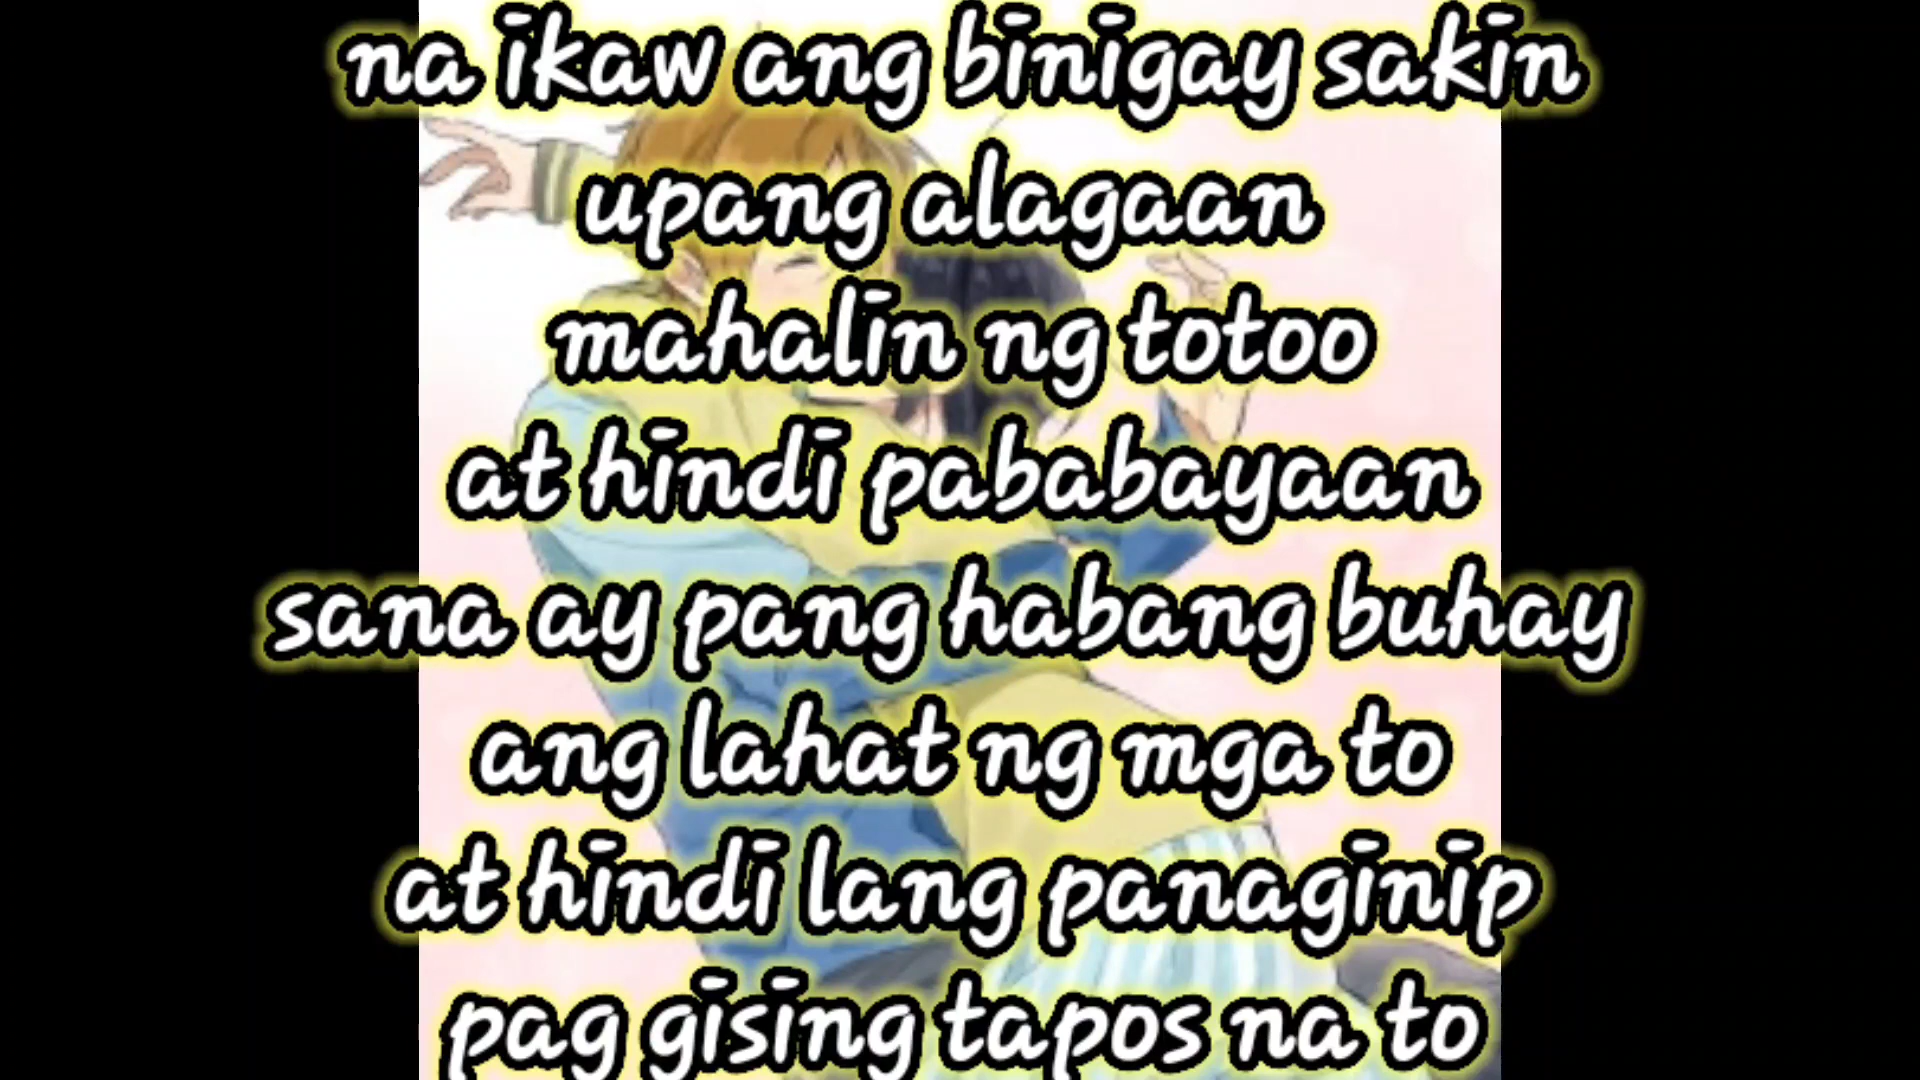 na ikaw ang binigay sakin
upang alagaan
mahalin ng totoo
at hindi pababayaan
sana ay pang habang buhay
ang lahat ng mga to
at hindi lang panaginip
pag gising tapos na to